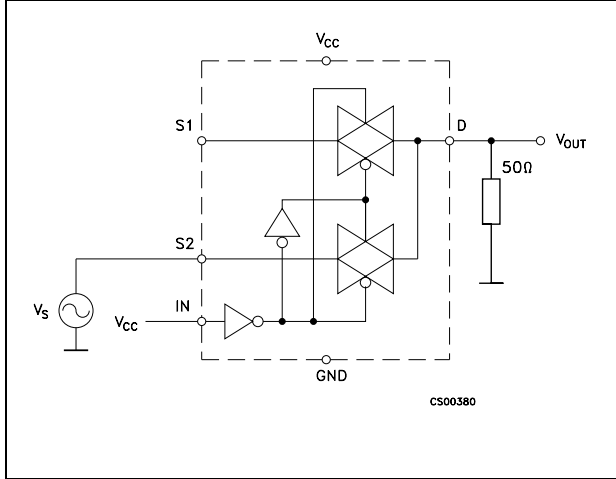 VCC
S1
D
VOUT
50Ω
S2
IN
VS
VCC
GND
CS00380